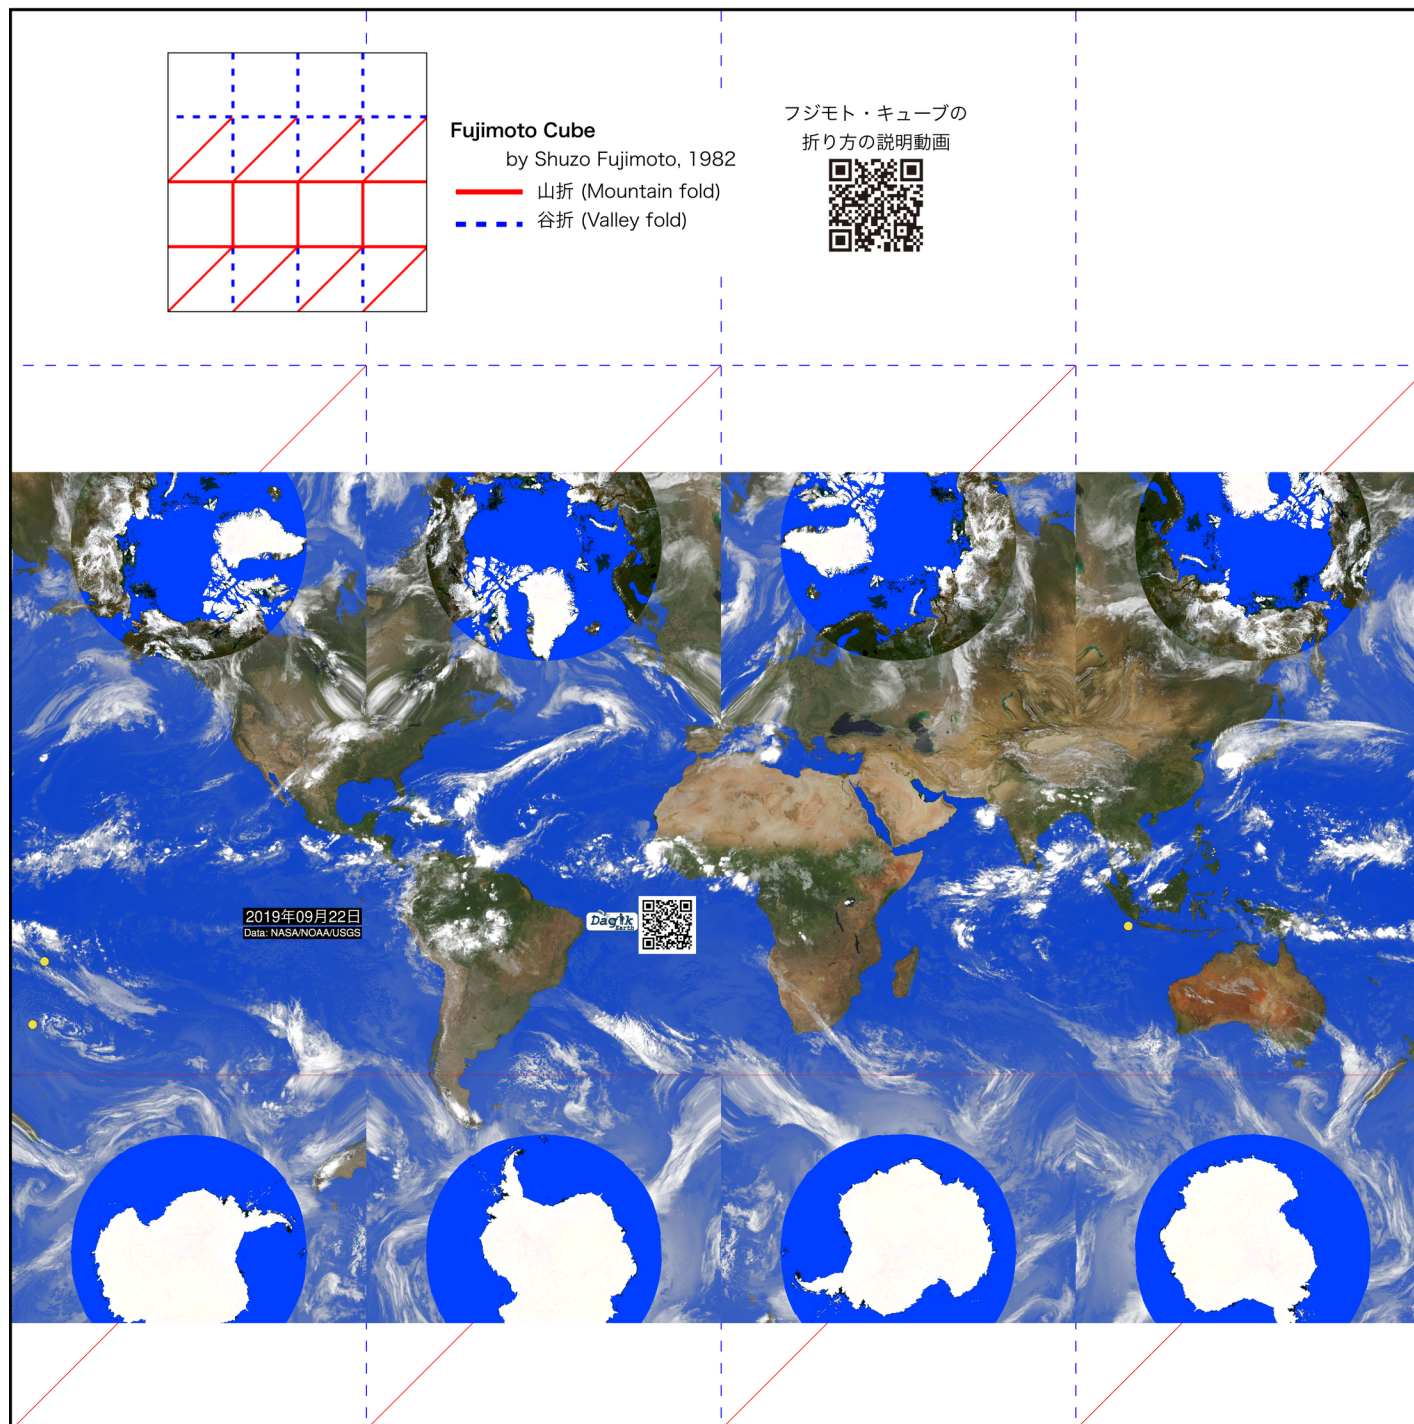 Fujimoto Cube
by Shuzo Fujimoto, 1982
山折 (Mountain fold)
谷折 (Valley fold)
フジモト・キューブの
折り方の説明動画
2019年09月22日
Data: NASA/NOAA/USGS
Dagik
Earth